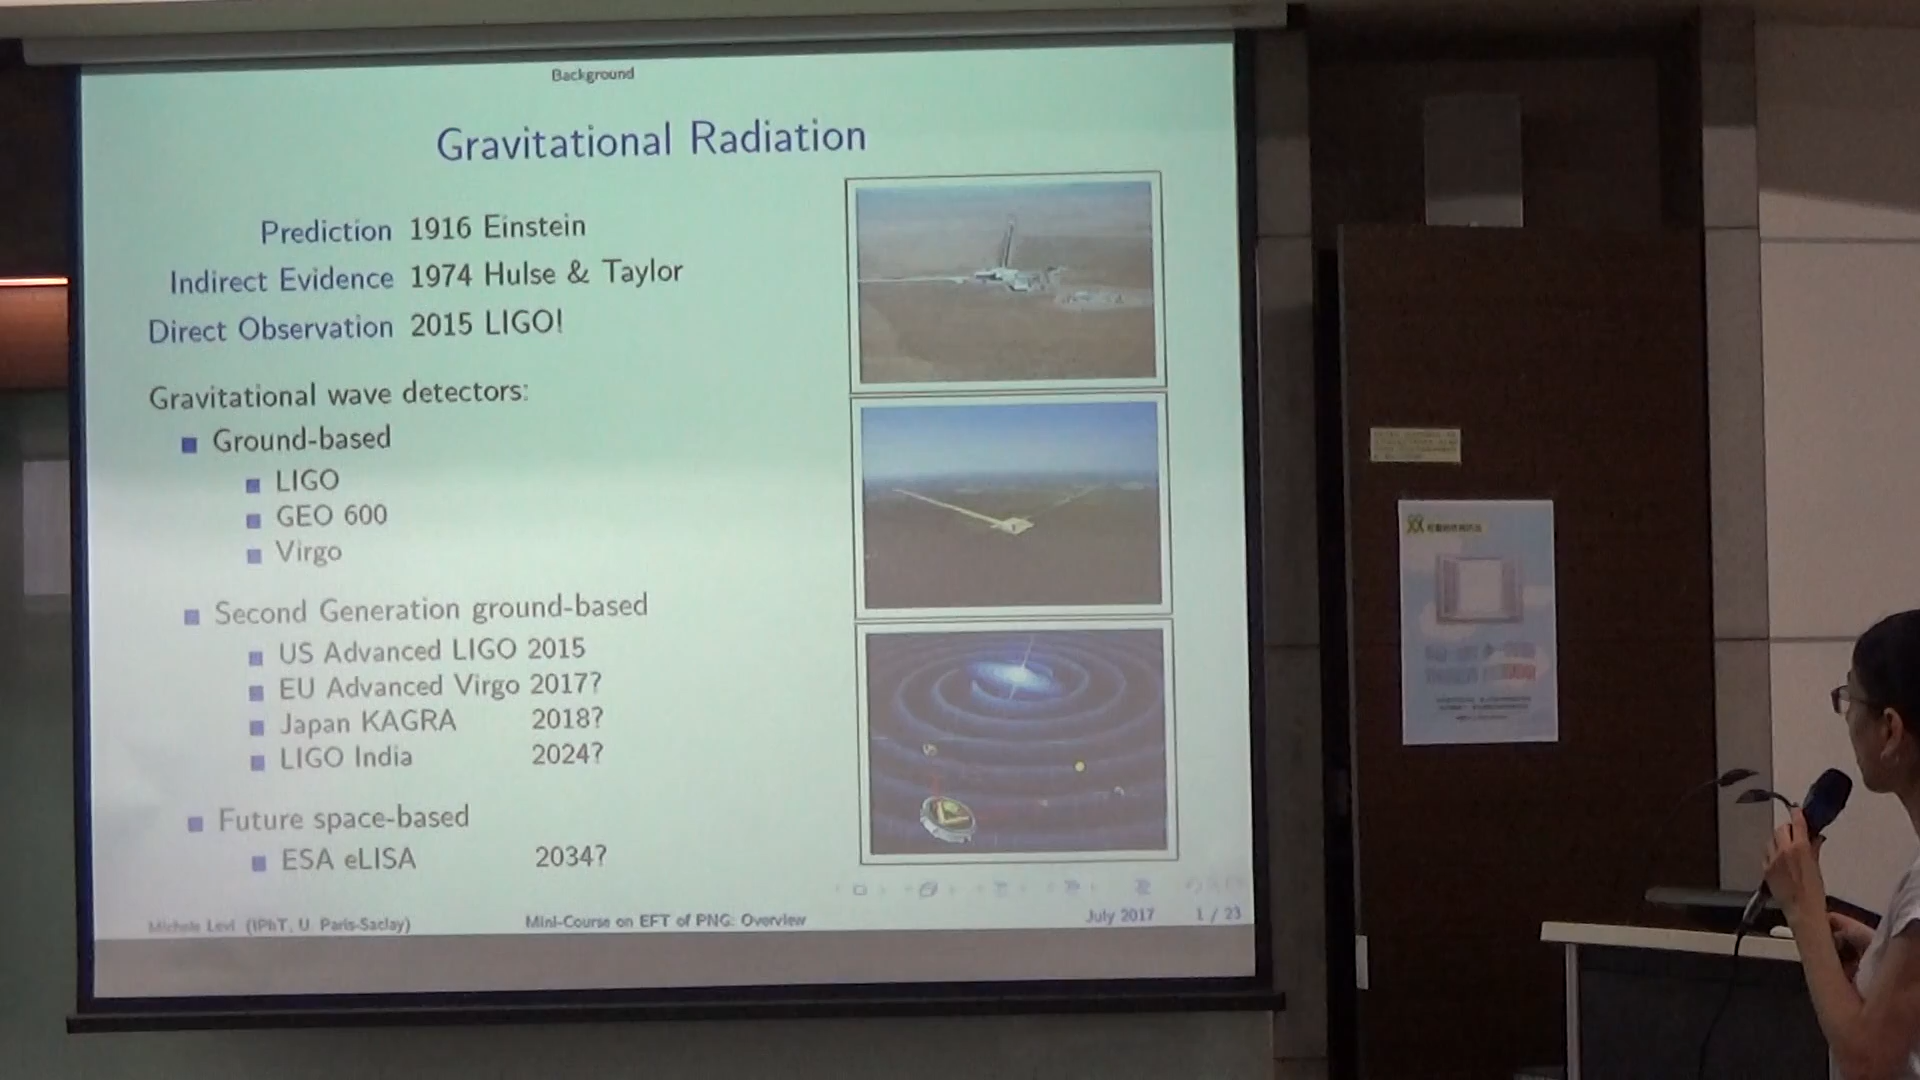 Background
Gravitational Radiation
Prediction 1916 Einstein
Indirect Evidence 1974 Hulse & Taylor
Direct Observation 2015 LIGO!
Gravitational wave detectors:
Ground-based
LIGO
GEO 600
Virgo
Second Generation ground-based
US Advanced LIGO 2015
EU Advanced Virgo 2017?
Japan KAGRA 2018?
LIGO India 2024?
Future space-based
ESA eLISA 2034?
Michele Levi (IPhT, U. Paris-Saclay) Mini-Course on EFT of PNG: Overview July 2017 1 / 23